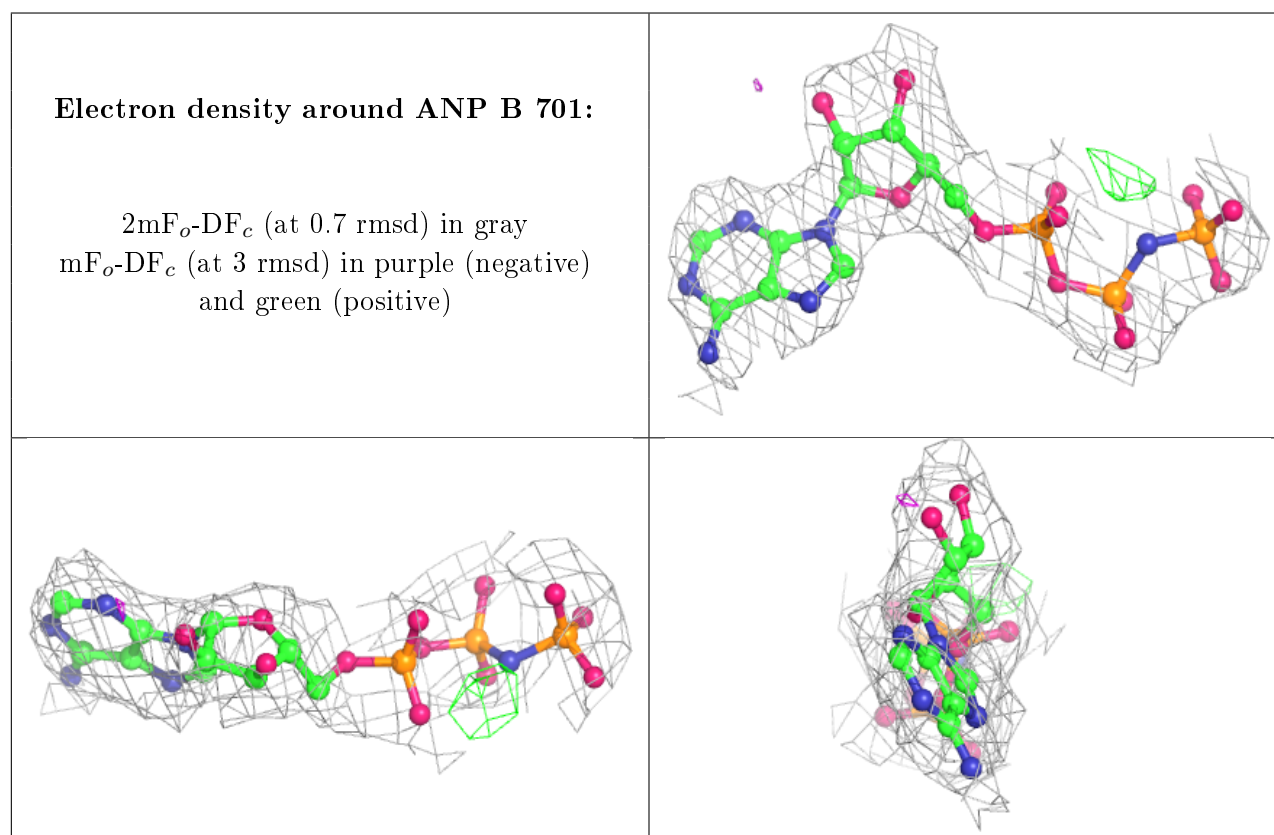 Electron density around ANP B 701:
2mFo-DFc (at 0.7 rmsd) in gray
mFo-DFc (at 3 rmsd) in purple (negative)
and green (positive)